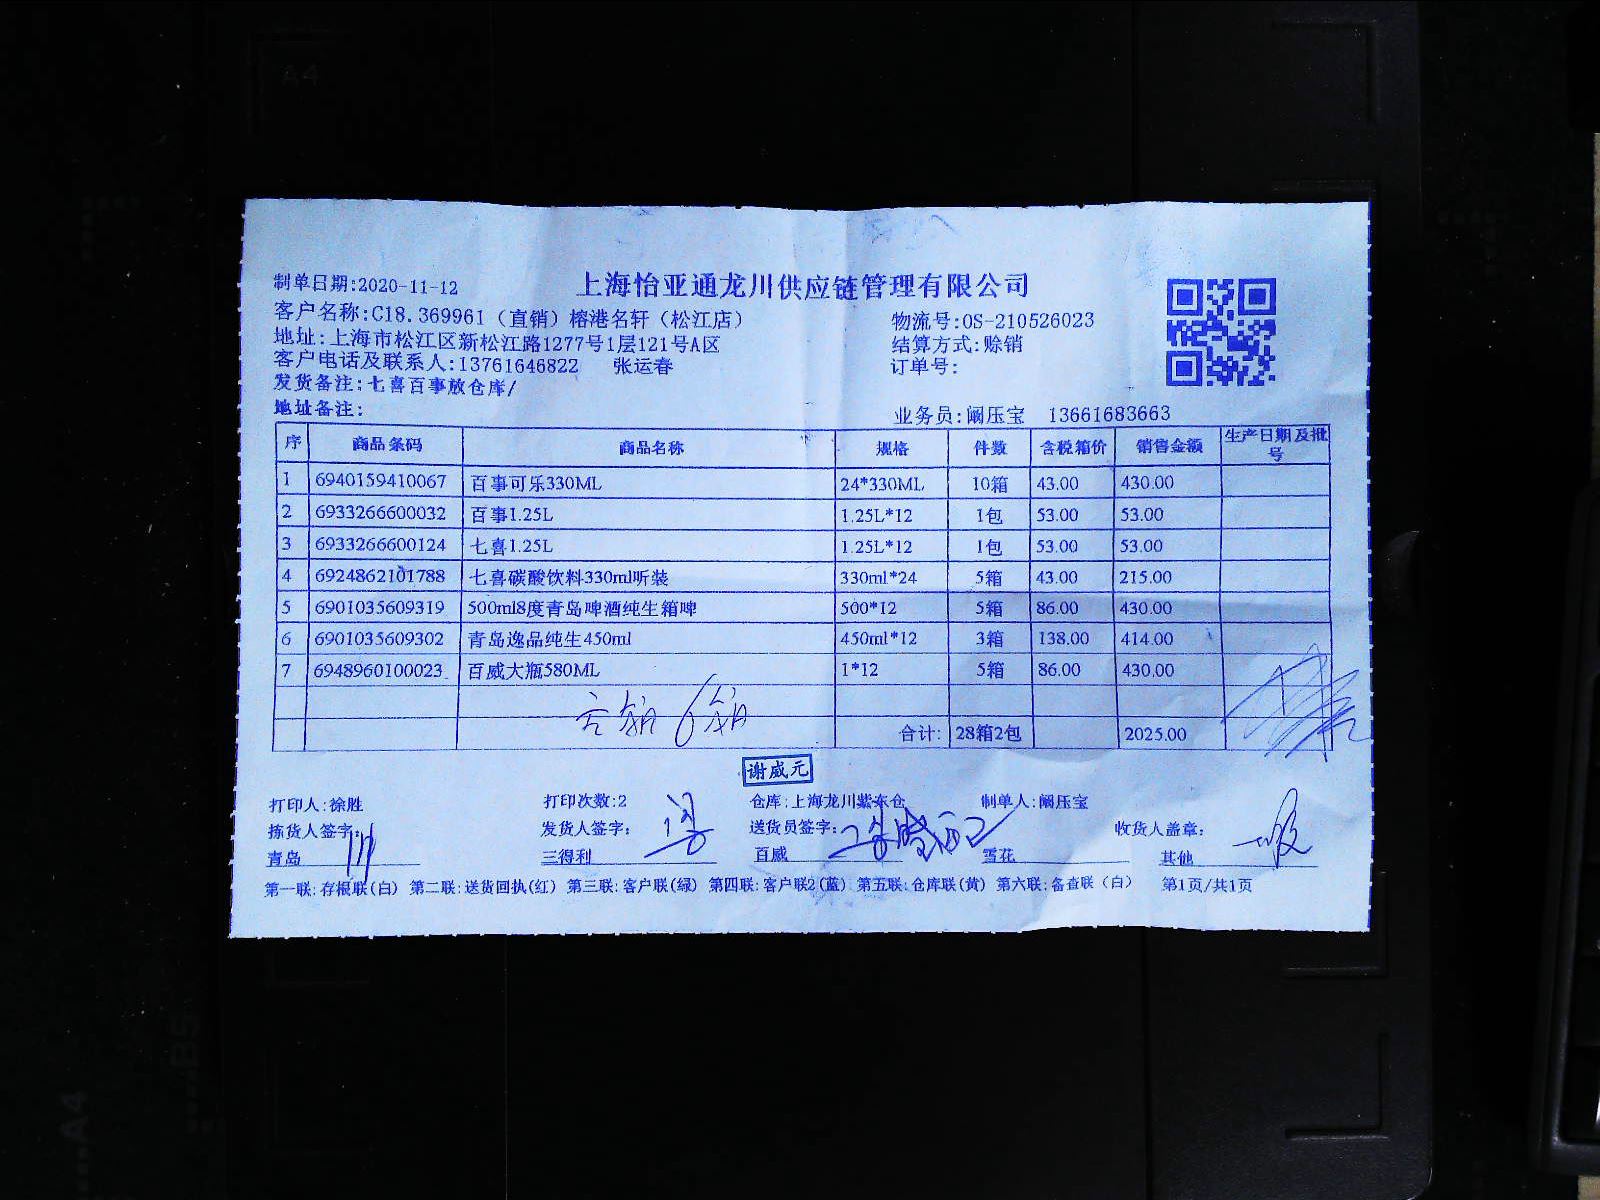 A4
制单日期:2020-11-12 上海怡亚通龙川供应链管理有限公司
客户名称:C18.369961（直销）榕港名轩（松江店） 物流号:OS-210526023
地址:上海市松江区新松江路1277号1层121号A区 结算方式:赊销
客户电话及联系人:13761646822 张运春 订单号:
发货备注:七喜百事放仓库/
地址备注: 业务员:阚压宝 13661683663
序 商品条码 商品名称 规格 件数 含税箱价 销售金额 生产日期及批号
1 6940159410067 百事可乐330ML 24*330ML 10箱 43.00 430.00
2 6933266600032 百事1.25L 1.25L*12 1包 53.00 53.00
3 6933266600124 七喜1.25L 1.25L*12 1包 53.00 53.00
4 6924862101788 七喜碳酸饮料330ml听装 330ml*24 5箱 43.00 215.00
5 6901035609319 500ml8度青岛啤酒纯生箱啤 500*12 5箱 86.00 430.00
6 6901035609302 青岛逸品纯生450ml 450ml*12 3箱 138.00 414.00
7 6948960100023 百威大瓶580ML 1*12 5箱 86.00 430.00
6箱
合计: 28箱2包 2025.00
谢威元
打印人:徐胜 打印次数:2 仓库:上海龙川紫东仓 制单人:阚压宝
拣货人签字: 发货人签字: 送货员签字: 收货人盖章:
青岛 三得利 百威 雪花 其他
第一联:存根联(白) 第二联:送货回执(红) 第三联:客户联(绿) 第四联:客户联2(蓝) 第五联:仓库联(黄) 第六联:备查联（白） 第1页/共1页
B5
A4